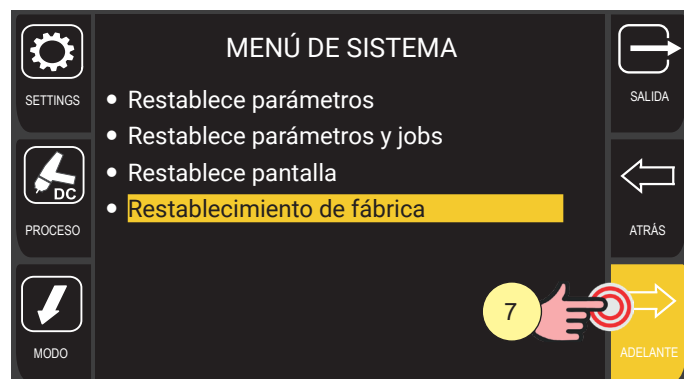 MENÚ DE SISTEMA
SETTINGS
DC
PROCESO
MODO
Restablece parámetros
Restablece parámetros y jobs
Restablece pantalla
Restablecimiento de fábrica
7
SALIDA
ATRÁS
ADELANTE